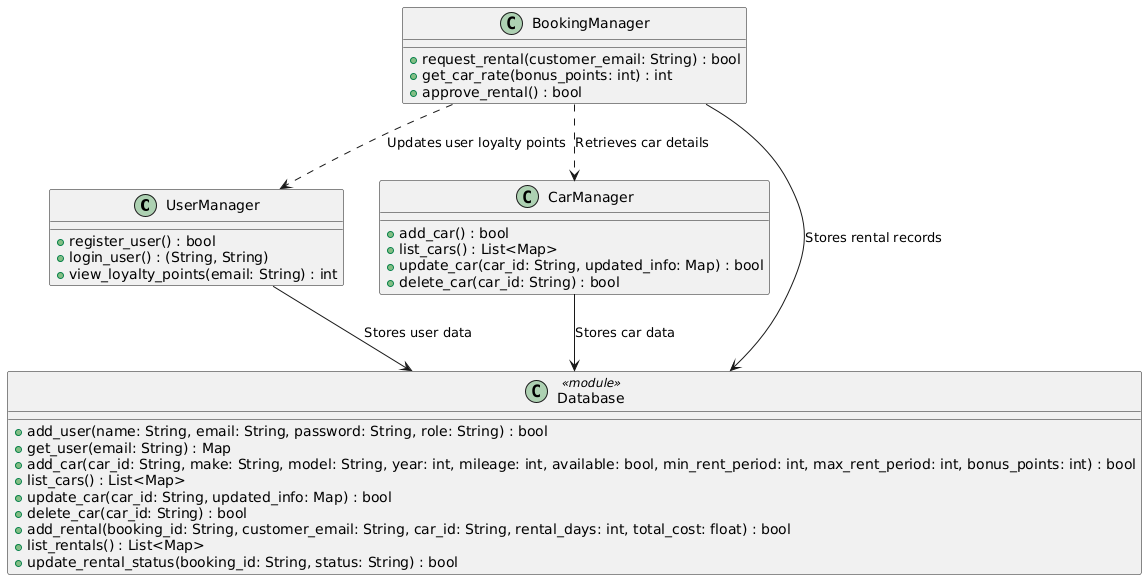 C BookingManager
request_rental(customer_email: String) : bool
get_car_rate(bonus_points: int) : int
approve_rental() : bool
Updates user loyalty points
Retrieves car details
C UserManager
register_user() : bool
login_user() : (String, String)
view_loyalty_points(email: String) : int
C CarManager
add_car() : bool
list_cars() : List<Map>
update_car(car_id: String, updated_info: Map) : bool
delete_car(car_id: String) : bool
Stores rental records
Stores user data
Stores car data
C «module»
Database
add_user(name: String, email: String, password: String, role: String) : bool
get_user(email: String) : Map
add_car(car_id: String, make: String, model: String, year: int, mileage: int, available: bool, min_rent_period: int, max_rent_period: int, bonus_points: int) : bool
list_cars() : List<Map>
update_car(car_id: String, updated_info: Map) : bool
delete_car(car_id: String) : bool
add_rental(booking_id: String, customer_email: String, car_id: String, rental_days: int, total_cost: float) : bool
list_rentals() : List<Map>
update_rental_status(booking_id: String, status: String) : bool